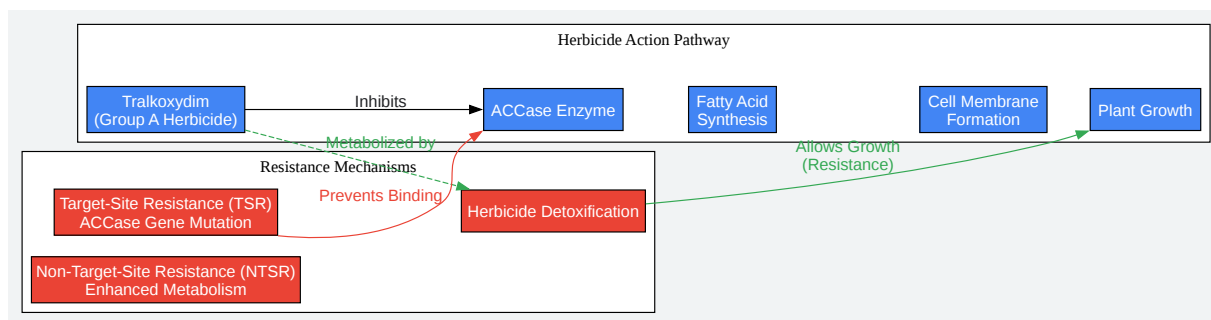 Herbicide Action Pathway
Tralkoxydim
(Group A Herbicide)
Inhibits
ACCase Enzyme
Fatty Acid
Synthesis
Cell Membrane
Formation
Plant Growth
Metabolized by
Allows Growth
(Resistance)
Resistance Mechanisms
Prevents Binding
Target-Site Resistance (TSR)
ACCase Gene Mutation
Herbicide Detoxification
Non-Target-Site Resistance (NTSR)
Enhanced Metabolism